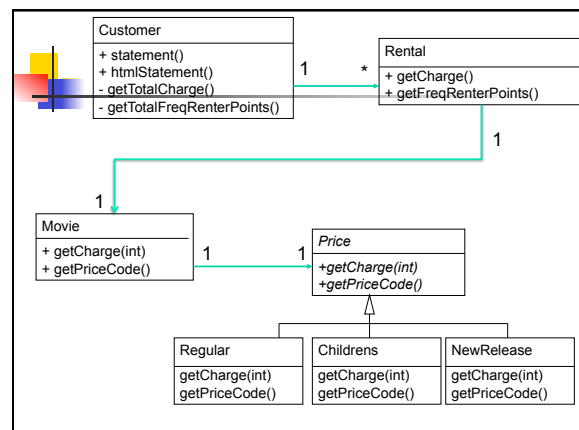 Customer
+ statement()
+ htmlStatement()
- getTotalCharge()
- getTotalFreqRenterPoints()
1
*
Rental
+ getCharge()
+ getFreqRenterPoints()
1
1
Movie
+ getCharge(int)
+ getPriceCode()
1
1
Price
+getCharge(int)
+getPriceCode()
Regular
getCharge(int)
getPriceCode()
Childrens
getCharge(int)
getPriceCode()
NewRelease
getCharge(int)
getPriceCode()